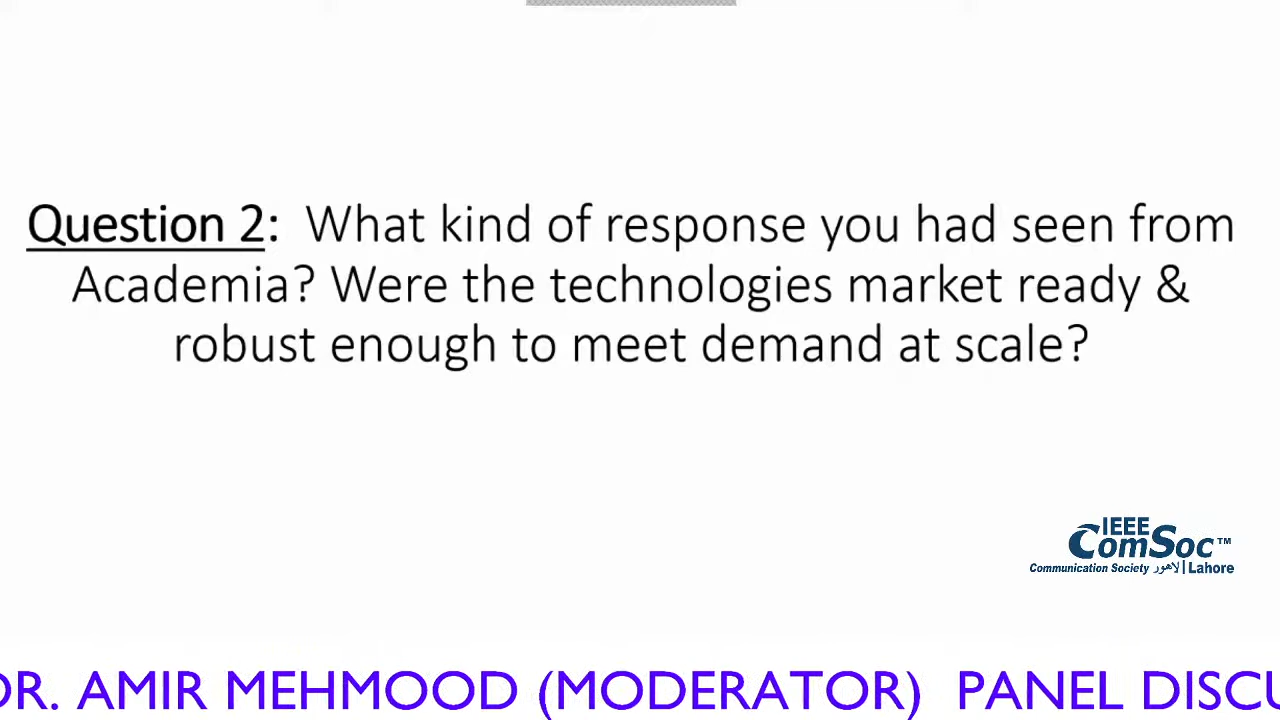 Question 2: What kind of response you had seen from
Academia? Were the technologies market ready &
robust enough to meet demand at scale?
IEEE
ComSoc™
Communication Society لاہور | Lahore
DR. AMIR MEHMOOD (MODERATOR) PANEL DISCU